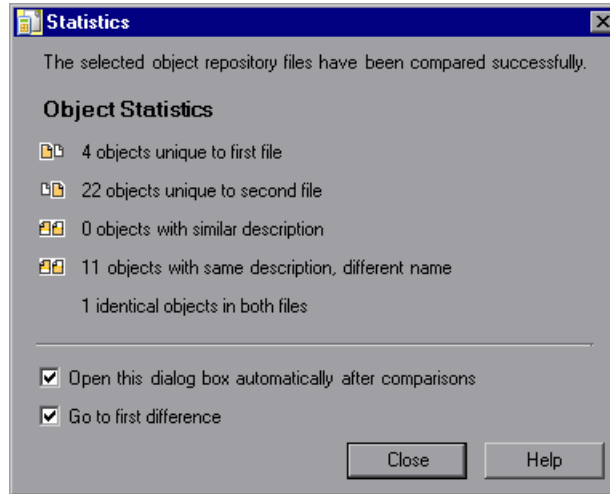 Statistics
The selected object repository files have been compared successfully.
Object Statistics
4 objects unique to first file
22 objects unique to second file
0 objects with similar description
11 objects with same description, different name
1 identical objects in both files
Open this dialog box automatically after comparisons
Go to first difference
Close
Help